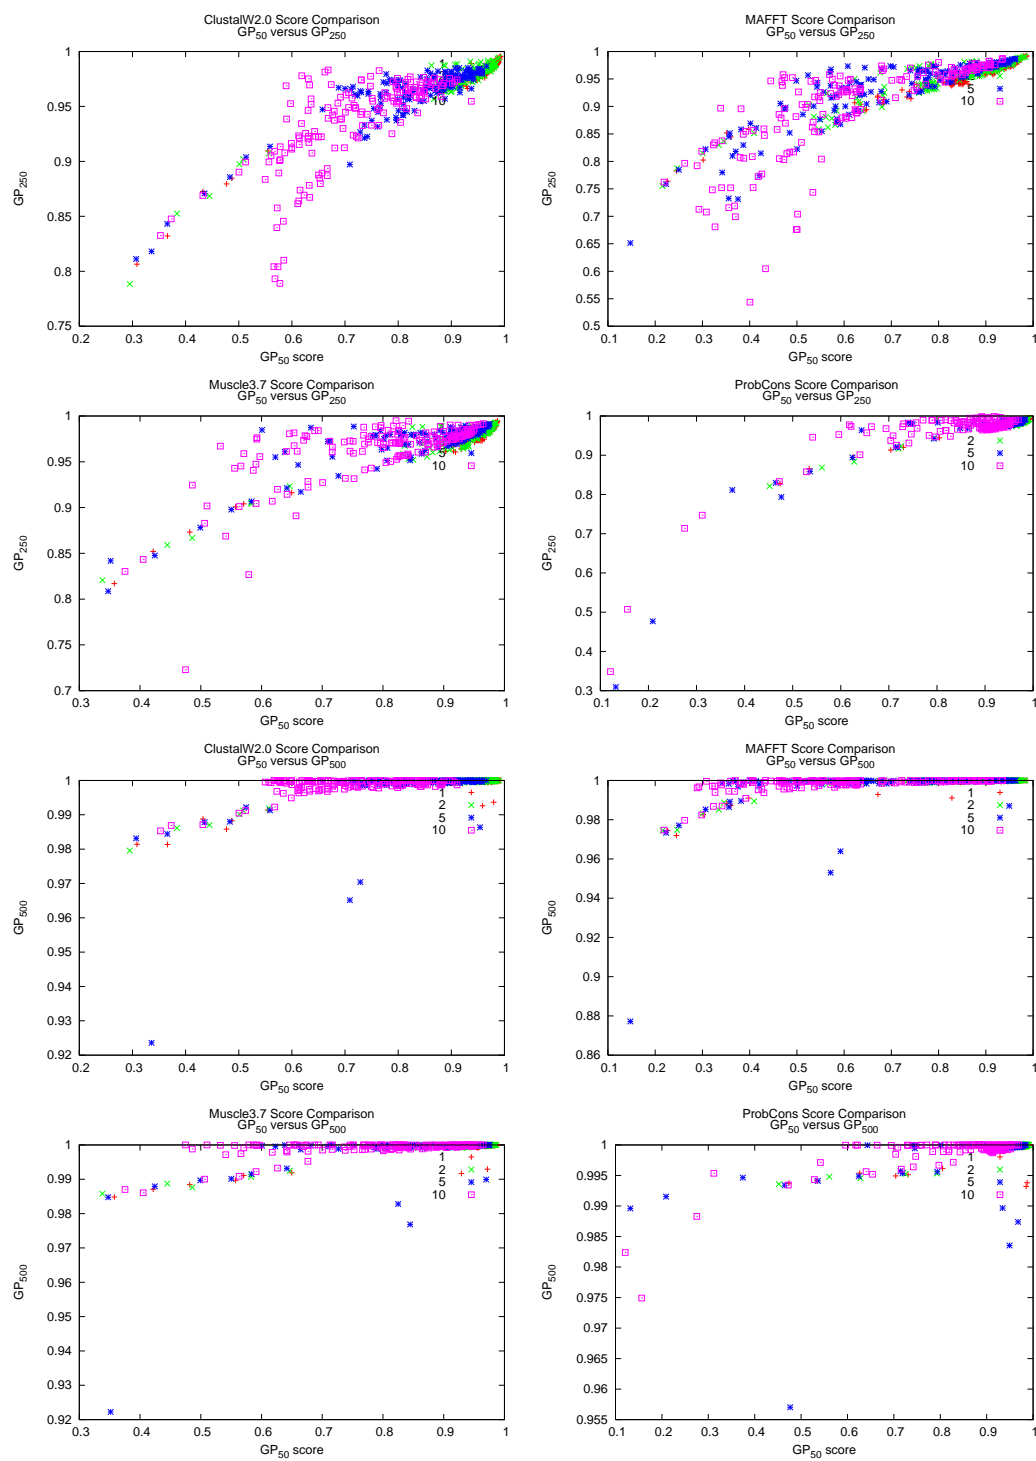 ClustalW2.0 Score Comparison
GP50 versus GP250
1
0.95
0.9
0.85
0.8
0.75
GP250
1
10
0.2 0.3 0.4 0.5 0.6 0.7 0.8 0.9 1
GP50 score
MAFFT Score Comparison
GP50 versus GP250
1
0.95
0.9
0.85
0.8
0.75
0.7
0.65
0.6
0.55
0.5
GP250
5
10
0.1 0.2 0.3 0.4 0.5 0.6 0.7 0.8 0.9 1
GP50 score
Muscle3.7 Score Comparison
GP50 versus GP250
1
0.95
0.9
0.85
0.8
0.75
0.7
GP250
5
10
0.3 0.4 0.5 0.6 0.7 0.8 0.9 1
GP50 score
ProbCons Score Comparison
GP50 versus GP250
1
0.9
0.8
0.7
0.6
0.5
0.4
0.3
GP250
2
5
10
0.1 0.2 0.3 0.4 0.5 0.6 0.7 0.8 0.9 1
GP50 score
ClustalW2.0 Score Comparison
GP50 versus GP500
1
0.99
0.98
0.97
0.96
0.95
0.94
0.93
0.92
GP500
1
2
5
10
0.2 0.3 0.4 0.5 0.6 0.7 0.8 0.9 1
GP50 score
MAFFT Score Comparison
GP50 versus GP500
1
0.98
0.96
0.94
0.92
0.9
0.88
0.86
GP500
1
2
5
10
0.1 0.2 0.3 0.4 0.5 0.6 0.7 0.8 0.9 1
GP50 score
Muscle3.7 Score Comparison
GP50 versus GP500
1
0.99
0.98
0.97
0.96
0.95
0.94
0.93
0.92
GP500
1
2
5
10
0.3 0.4 0.5 0.6 0.7 0.8 0.9 1
GP50 score
ProbCons Score Comparison
GP50 versus GP500
1
0.995
0.99
0.985
0.98
0.975
0.97
0.965
0.96
0.955
GP500
1
2
5
10
0.1 0.2 0.3 0.4 0.5 0.6 0.7 0.8 0.9 1
GP50 score